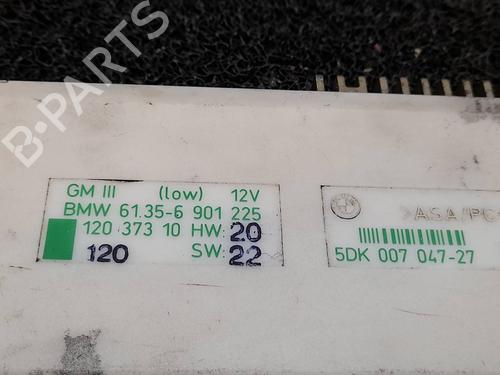 GM III (low) 12V
BMW 61.35-6 901 225
120 373 10 HW: 20
120 SW: 22
>ASA/PC
5DK 007 047-27
B-PARTS